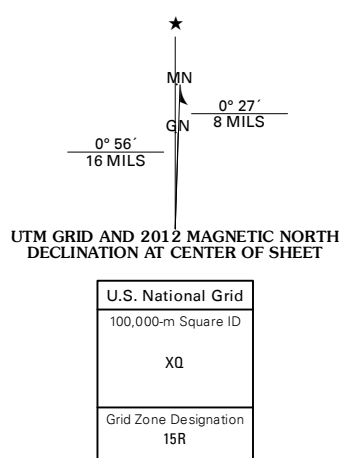 ★
MN
0° 27´
8 MILS
GN
0° 56´
16 MILS
UTM GRID AND 2012 MAGNETIC NORTH
DECLINATION AT CENTER OF SHEET
U.S. National Grid
100,000-m Square ID
XQ
Grid Zone Designation
15R